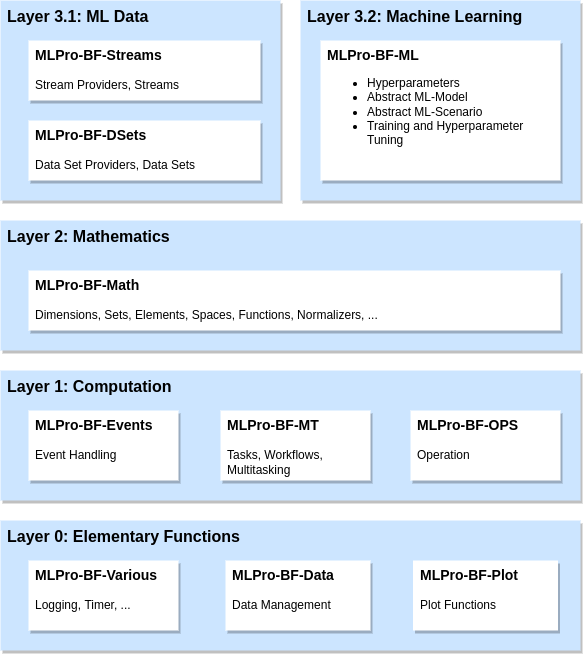 Layer 3.1: ML Data
MLPro-BF-Streams
Stream Providers, Streams
MLPro-BF-DSets
Data Set Providers, Data Sets
Layer 3.2: Machine Learning
MLPro-BF-ML
• Hyperparameters
• Abstract ML-Model
• Abstract ML-Scenario
• Training and Hyperparameter
Tuning
Layer 2: Mathematics
MLPro-BF-Math
Dimensions, Sets, Elements, Spaces, Functions, Normalizers, ...
Layer 1: Computation
MLPro-BF-Events
Event Handling
MLPro-BF-MT
Tasks, Workflows,
Multitasking
MLPro-BF-OPS
Operation
Layer 0: Elementary Functions
MLPro-BF-Various
Logging, Timer, ...
MLPro-BF-Data
Data Management
MLPro-BF-Plot
Plot Functions